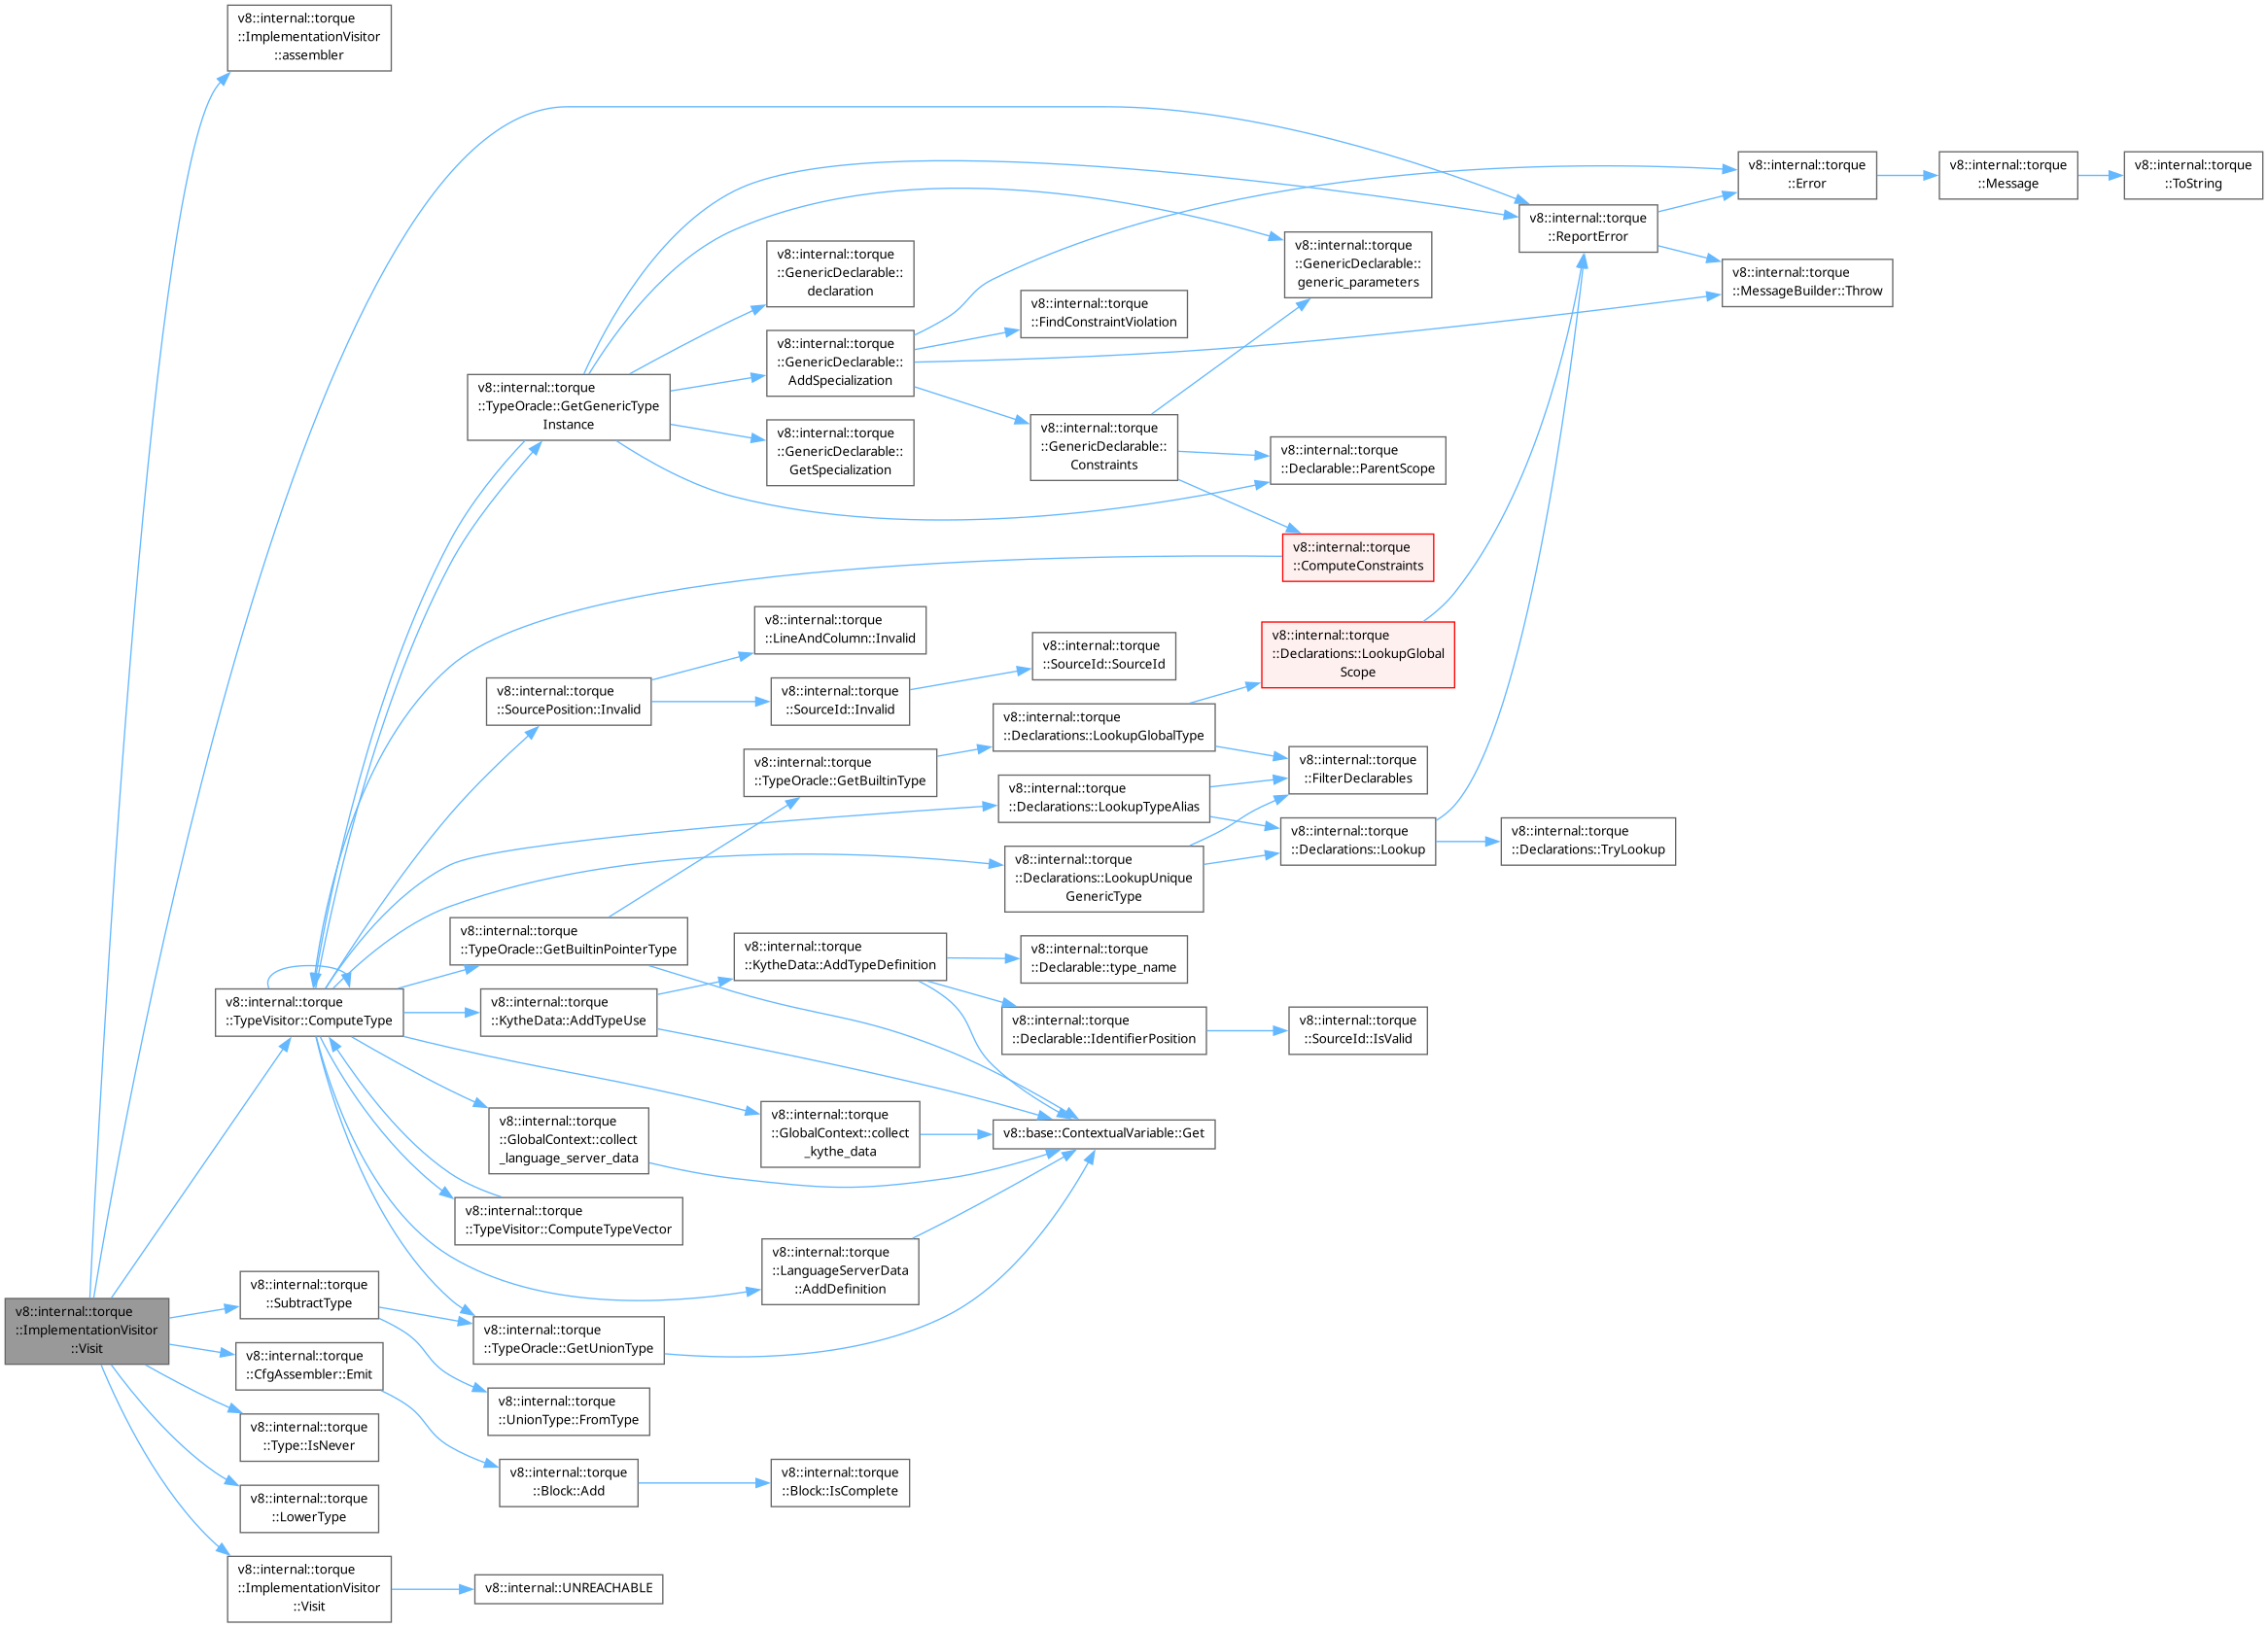 v8::internal::torque
::ImplementationVisitor
::assembler
v8::internal::torque
::Error
v8::internal::torque
::Message
v8::internal::torque
::ToString
v8::internal::torque
::ReportError
v8::internal::torque
::GenericDeclarable::
generic_parameters
v8::internal::torque
::GenericDeclarable::
declaration
v8::internal::torque
::MessageBuilder::Throw
v8::internal::torque
::FindConstraintViolation
v8::internal::torque
::GenericDeclarable::
AddSpecialization
v8::internal::torque
::TypeOracle::GetGenericType
Instance
v8::internal::torque
::GenericDeclarable::
GetSpecialization
v8::internal::torque
::GenericDeclarable::
Constraints
v8::internal::torque
::Declarable::ParentScope
v8::internal::torque
::ComputeConstraints
v8::internal::torque
::LineAndColumn::Invalid
v8::internal::torque
::SourceId::SourceId
v8::internal::torque
::Declarations::LookupGlobal
Scope
v8::internal::torque
::SourcePosition::Invalid
v8::internal::torque
::SourceId::Invalid
v8::internal::torque
::Declarations::LookupGlobalType
v8::internal::torque
::TypeOracle::GetBuiltinType
v8::internal::torque
::FilterDeclarables
v8::internal::torque
::Declarations::LookupTypeAlias
v8::internal::torque
::Declarations::Lookup
v8::internal::torque
::Declarations::TryLookup
v8::internal::torque
::Declarations::LookupUnique
GenericType
v8::internal::torque
::TypeOracle::GetBuiltinPointerType
v8::internal::torque
::KytheData::AddTypeDefinition
v8::internal::torque
::Declarable::type_name
v8::internal::torque
::TypeVisitor::ComputeType
v8::internal::torque
::KytheData::AddTypeUse
v8::internal::torque
::Declarable::IdentifierPosition
v8::internal::torque
::SourceId::IsValid
v8::internal::torque
::GlobalContext::collect
_language_server_data
v8::internal::torque
::GlobalContext::collect
_kythe_data
v8::base::ContextualVariable::Get
v8::internal::torque
::TypeVisitor::ComputeTypeVector
v8::internal::torque
::LanguageServerData
::AddDefinition
v8::internal::torque
::SubtractType
v8::internal::torque
::ImplementationVisitor
::Visit
v8::internal::torque
::TypeOracle::GetUnionType
v8::internal::torque
::CfgAssembler::Emit
v8::internal::torque
::UnionType::FromType
v8::internal::torque
::Type::IsNever
v8::internal::torque
::Block::Add
v8::internal::torque
::Block::IsComplete
v8::internal::torque
::LowerType
v8::internal::torque
::ImplementationVisitor
::Visit
v8::internal::UNREACHABLE